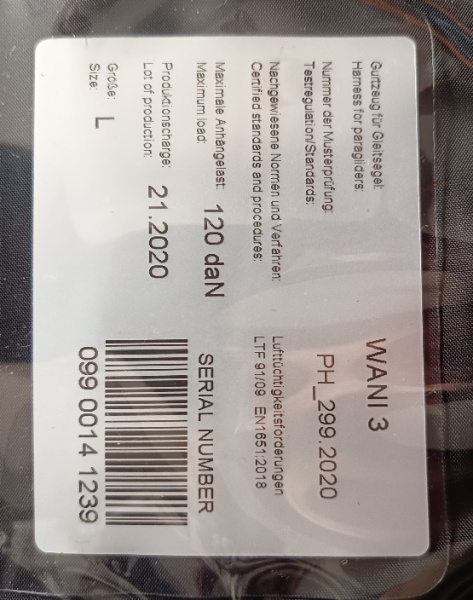 Gurtzeug für Gleitsegel:
Harness for paragliders:
WANI 3
Nummer der Musterprüfung:
Testregulation/Standards:
PH_299.2020
Nachgewiesene Normen und Verfahren:
Certified standards and procedures:
Lufttüchtigkeitsforderungen
LTF 91/09 EN1651:2018
Maximale Anhängelast:
Maximum load:
120 daN
SERIAL NUMBER
Produktionscharge:
Lot of production:
21.2020
Größe:
Size:
L
099 0014 1239